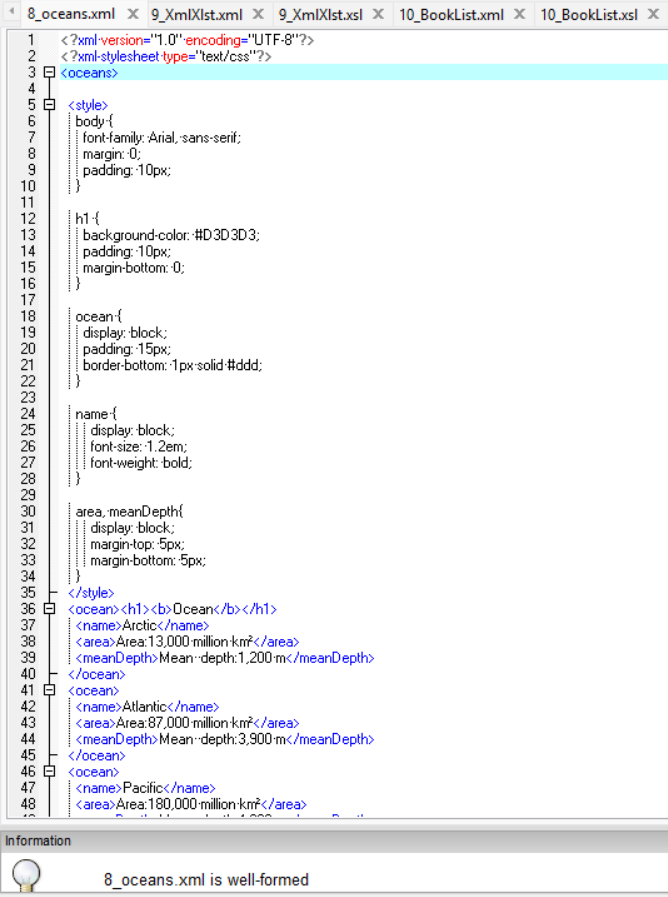 8_oceans.xml 9_XmlXlst.xml 9_XmlXlst.xsl 10_BookList.xml 10_BookList.xsl
1 <?xml version="1.0" encoding="UTF-8"?>
2 <?xml-stylesheet type="text/css"?>
3 <oceans>
4
5 <style>
6 body {
7 font-family: Arial, sans-serif;
8 margin: 0;
9 padding: 10px;
10 }
11
12 h1 {
13 background-color: #D3D3D3;
14 padding: 10px;
15 margin-bottom: 0;
16 }
17
18 ocean {
19 display: block;
20 padding: 15px;
21 border-bottom: 1px solid #ddd;
22 }
23
24 name {
25 display: block;
26 font-size: 1.2em;
27 font-weight: bold;
28 }
29
30 area, meanDepth{
31 display: block;
32 margin-top: 5px;
33 margin-bottom: 5px;
34 }
35 </style>
36 <ocean><h1><b>Ocean</b></h1>
37 <name>Arctic</name>
38 <area>Area:13,000 million km²</area>
39 <meanDepth>Mean  depth:1,200 m</meanDepth>
40 </ocean>
41 <ocean>
42 <name>Atlantic</name>
43 <area>Area:87,000 million km²</area>
44 <meanDepth>Mean  depth:3,900 m</meanDepth>
45 </ocean>
46 <ocean>
47 <name>Pacific</name>
48 <area>Area:180,000 million km²</area>
Information
8_oceans.xml is well-formed